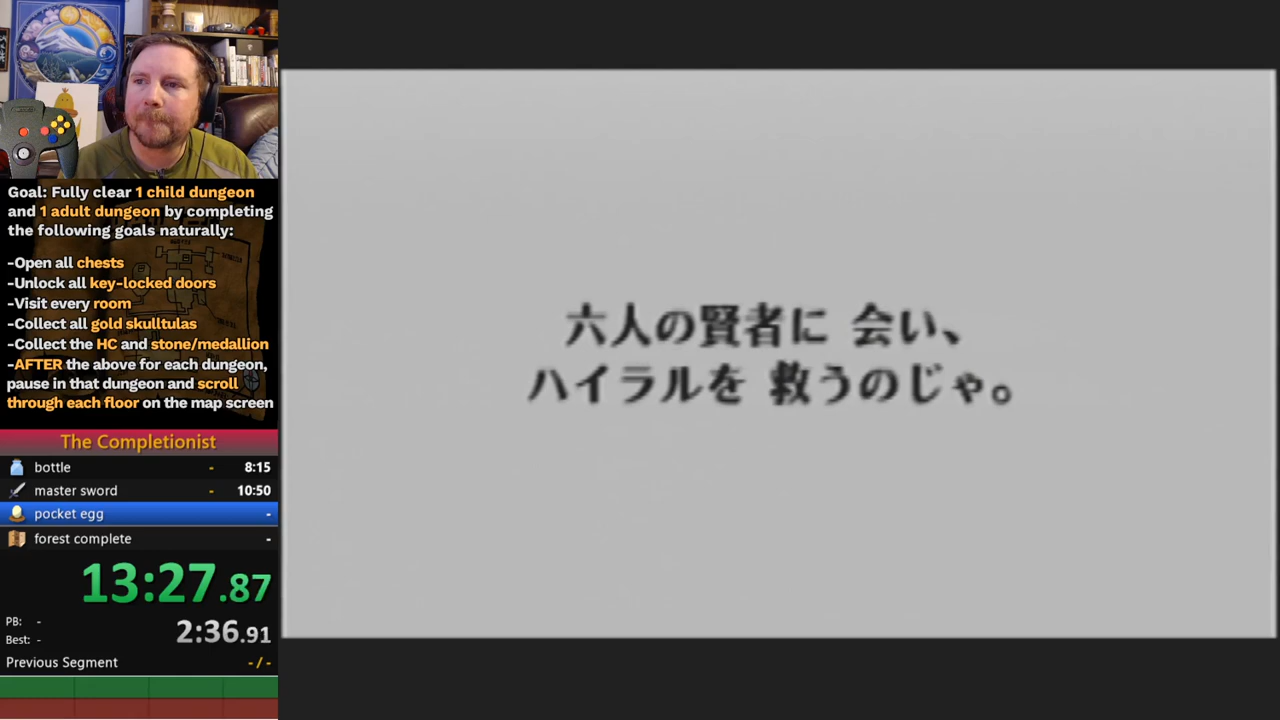 Goal: Fully clear 1 child dungeon
and 1 adult dungeon by completing
the following goals naturally:
-Open all chests
-Unlock all key-locked doors
-Visit every room
-Collect all gold skulltulas
-Collect the HC and stone/medallion
-AFTER the above for each dungeon,
pause in that dungeon and scroll
through each floor on the map screen
The Completionist
bottle - 8:15
master sword - 10:50
pocket egg -
forest complete -
13:27.87
PB: -
2:36.91
Best: -
Previous Segment - / -
六人の賢者に 会い、
ハイラルを 救うのじゃ。